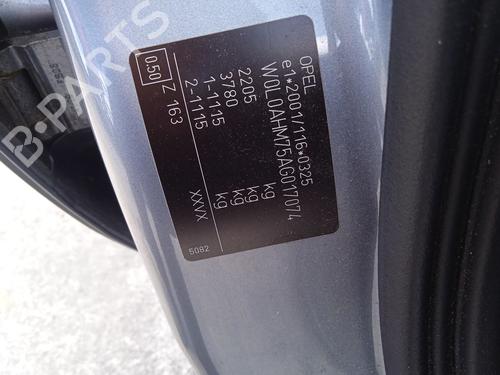 OPEL
e1*2001/116*0325
W0L0AHM75AG017074
2205 kg
3780 kg
1-1115 kg
2-1115 kg
0.50 Z 163 XXVX
5082
B-PARTS